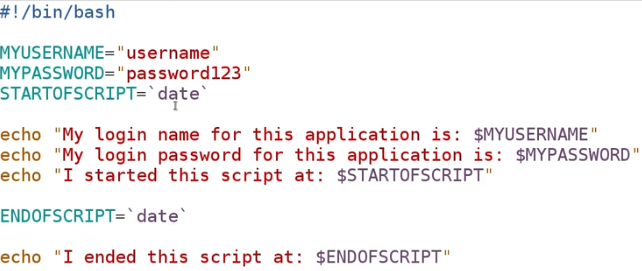 #!/bin/bash
MYUSERNAME="username"
MYPASSWORD="password123"
STARTOFSCRIPT=`date`
echo "My login name for this application is: $MYUSERNAME"
echo "My login password for this application is: $MYPASSWORD"
echo "I started this script at: $STARTOFSCRIPT"
ENDOFSCRIPT=`date`
echo "I ended this script at: $ENDOFSCRIPT"